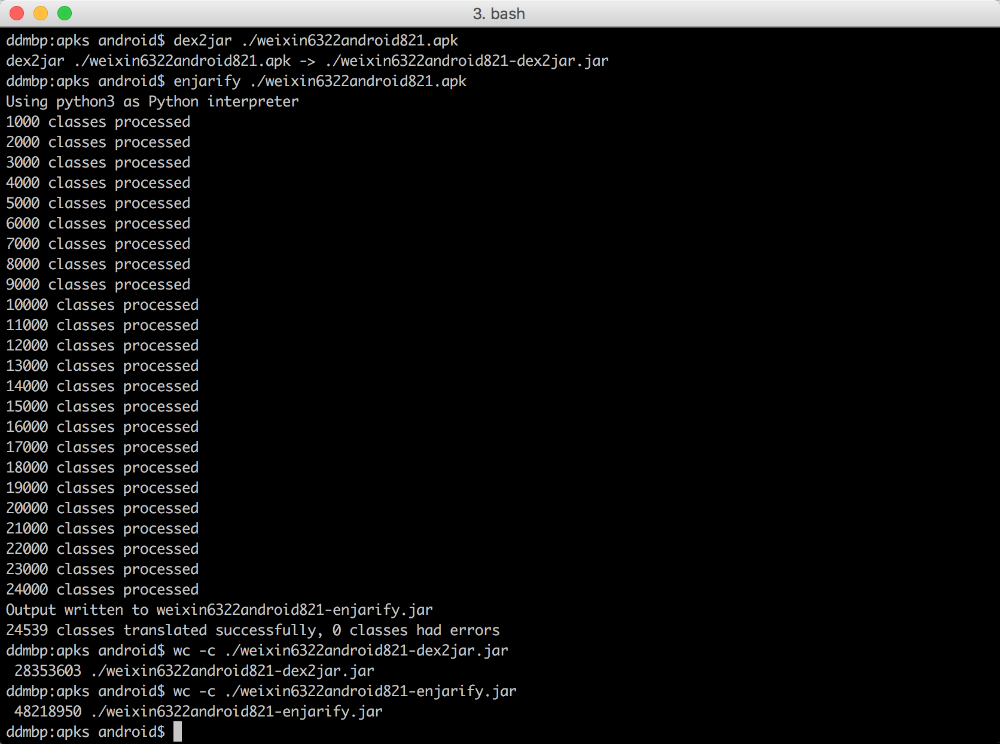 3. bash
ddmbp:apks android$ dex2jar ./weixin6322android821.apk
dex2jar ./weixin6322android821.apk -> ./weixin6322android821-dex2jar.jar
ddmbp:apks android$ enjarify ./weixin6322android821.apk
Using python3 as Python interpreter
1000 classes processed
2000 classes processed
3000 classes processed
4000 classes processed
5000 classes processed
6000 classes processed
7000 classes processed
8000 classes processed
9000 classes processed
10000 classes processed
11000 classes processed
12000 classes processed
13000 classes processed
14000 classes processed
15000 classes processed
16000 classes processed
17000 classes processed
18000 classes processed
19000 classes processed
20000 classes processed
21000 classes processed
22000 classes processed
23000 classes processed
24000 classes processed
Output written to weixin6322android821-enjarify.jar
24539 classes translated successfully, 0 classes had errors
ddmbp:apks android$ wc -c ./weixin6322android821-dex2jar.jar
28353603 ./weixin6322android821-dex2jar.jar
ddmbp:apks android$ wc -c ./weixin6322android821-enjarify.jar
48218950 ./weixin6322android821-enjarify.jar
ddmbp:apks android$